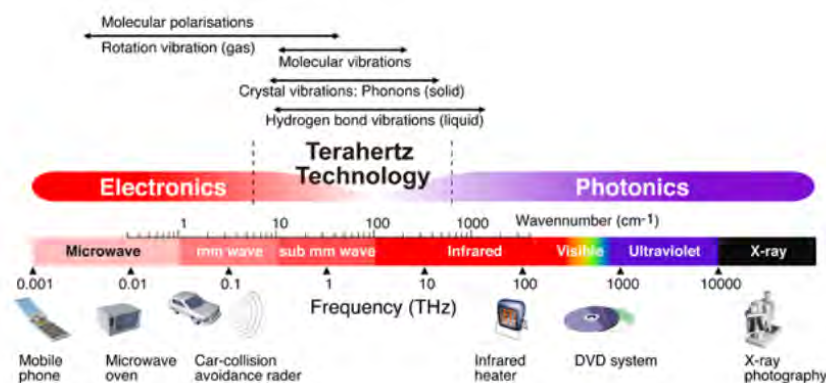 Molecular polarisations
Rotation vibration (gas)
Molecular vibrations
Crystal vibrations: Phonons (solid)
Hydrogen bond vibrations (liquid)
Terahertz
Technology
Electronics
Photonics
1 10 100 1000 Wavennumber (cm-1)
Microwave mm wave sub mm wave Infrared Visible Ultraviolet X-ray
0.001 0.01 0.1 1 10 100 1000 10000
Frequency (THz)
Mobile
phone
Microwave
oven
Car-collision
avoidance rader
Infrared
heater
DVD system
X-ray
photography